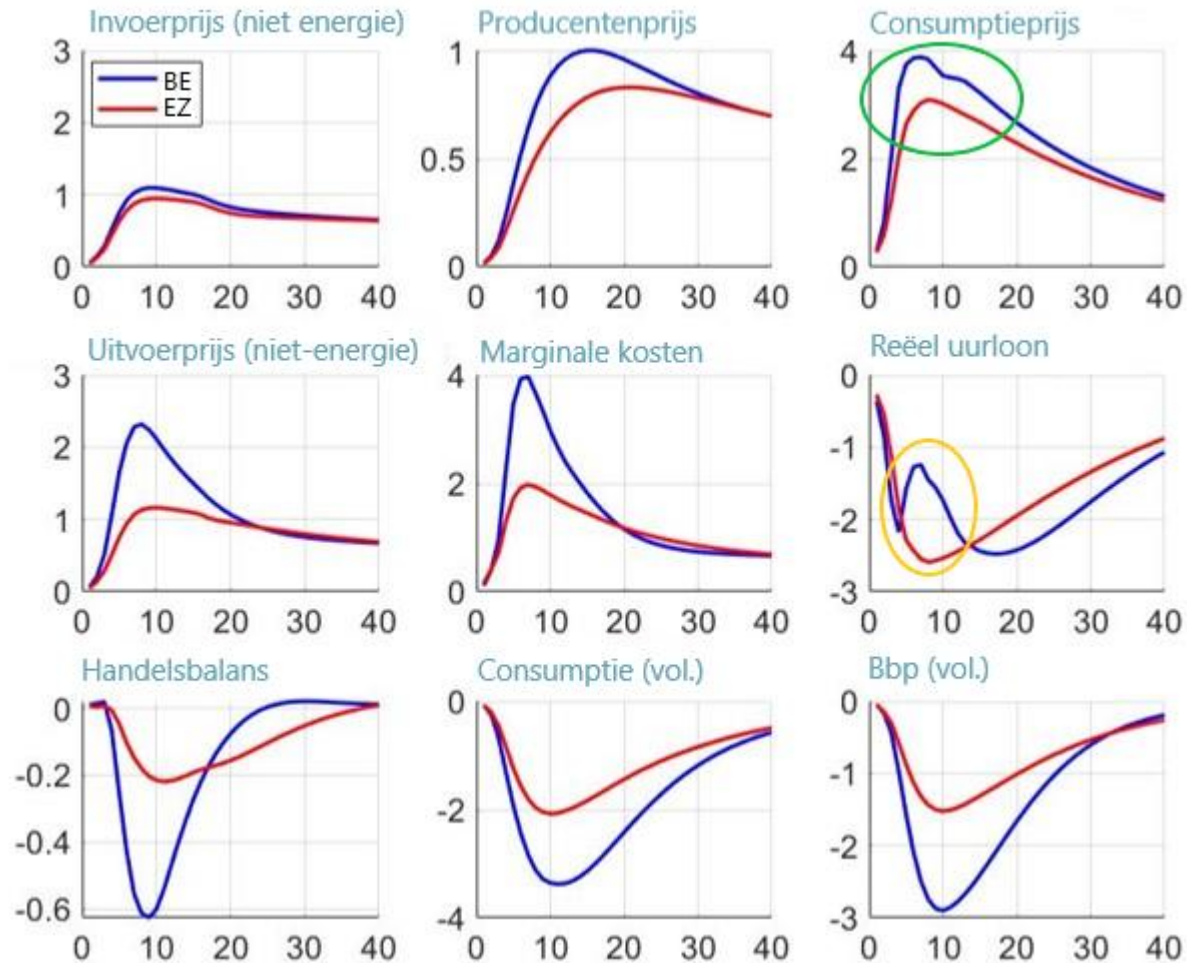 Invoerprijs (niet energie)
Producentenprijs
Consumptieprijs
3
2
1
0
BE
EZ
0 10 20 30 40
1
0.5
0
0 10 20 30 40
4
2
0
0 10 20 30 40
Uitvoerprijs (niet-energie)
Marginale kosten
Reëel uurloon
3
2
1
0
0 10 20 30 40
4
2
0
0 10 20 30 40
0
-1
-2
-3
0 10 20 30 40
Handelsbalans
Consumptie (vol.)
Bbp (vol.)
0
-0.2
-0.4
-0.6
0 10 20 30 40
0
-2
-4
0 10 20 30 40
0
-1
-2
-3
0 10 20 30 40